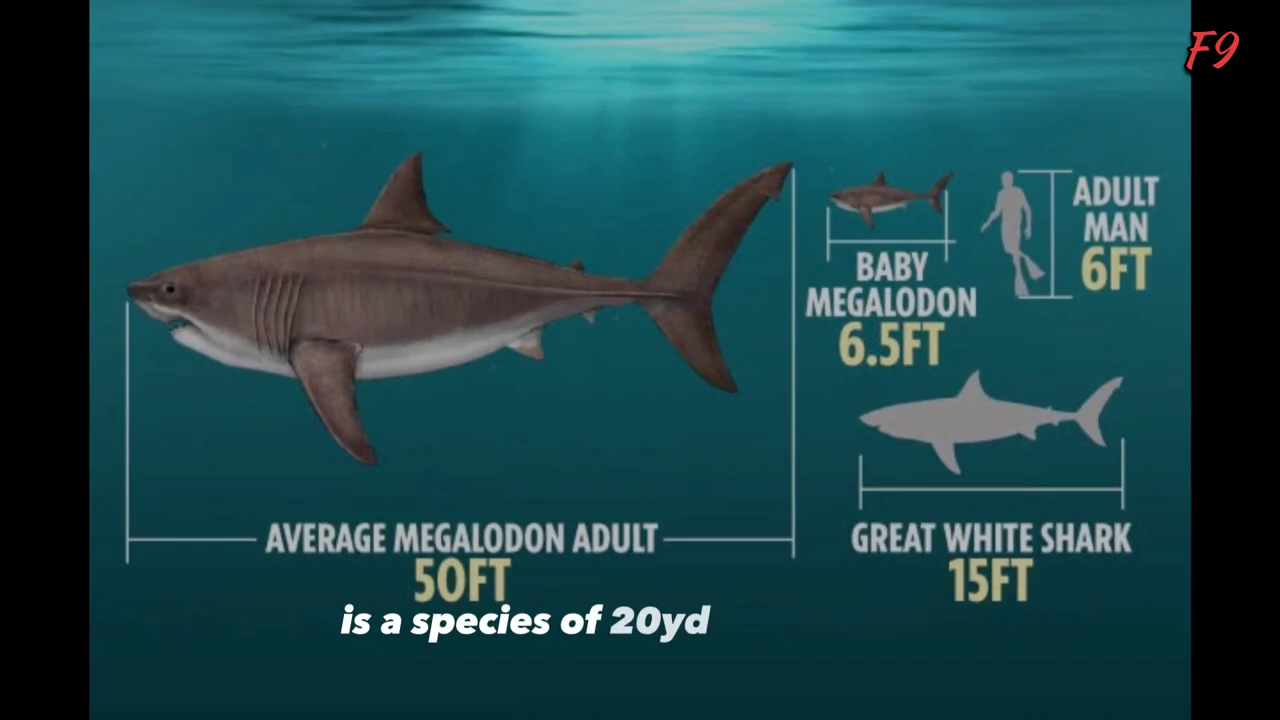 F9
ADULT
MAN
6FT
BABY
MEGALODON
6.5FT
AVERAGE MEGALODON ADULT
50FT
GREAT WHITE SHARK
15FT
is a species of 20yd